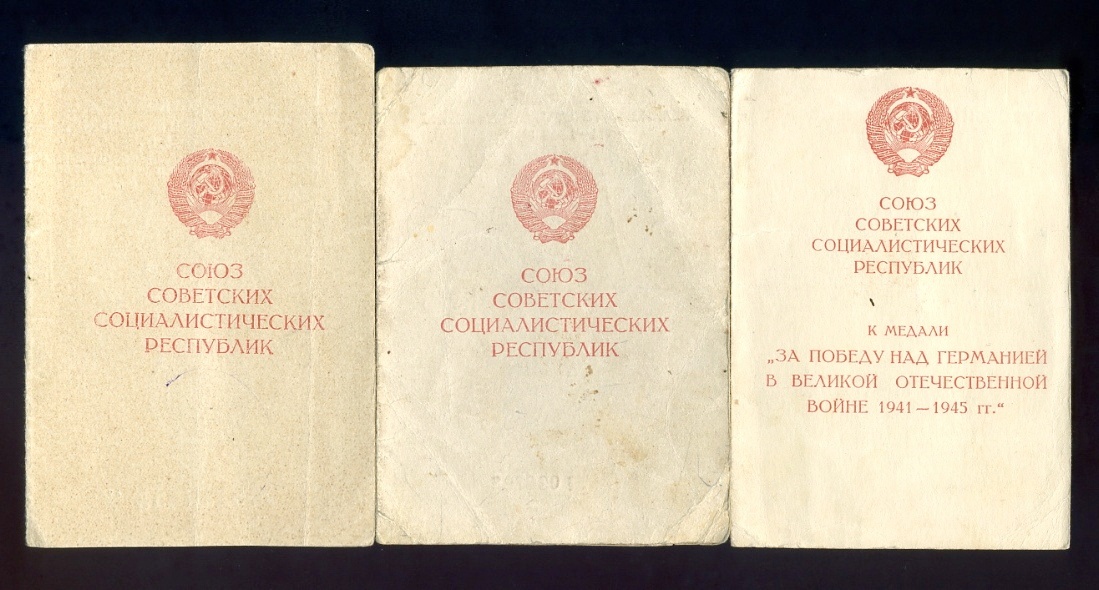 СОЮЗ
СОВЕТСКИХ
СОЦИАЛИСТИЧЕСКИХ
РЕСПУБЛИК
СОЮЗ
СОВЕТСКИХ
СОЦИАЛИСТИЧЕСКИХ
РЕСПУБЛИК
СОЮЗ
СОВЕТСКИХ
СОЦИАЛИСТИЧЕСКИХ
РЕСПУБЛИК
К МЕДАЛИ
„ЗА ПОБЕДУ НАД ГЕРМАНИЕЙ
В ВЕЛИКОЙ ОТЕЧЕСТВЕННОЙ
ВОЙНЕ 1941 — 1945 гг.“